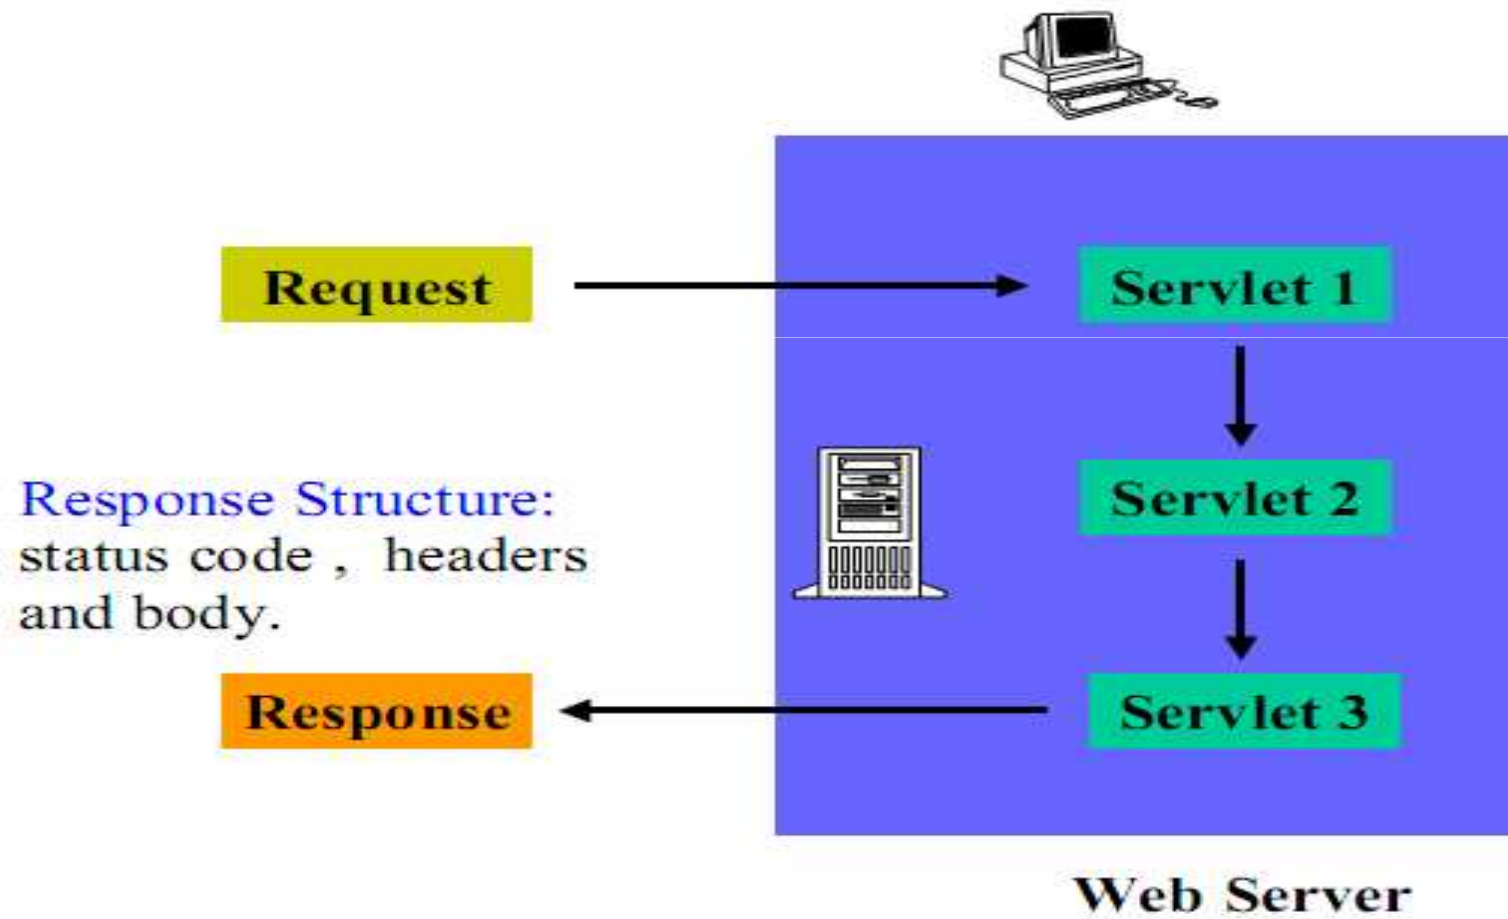 Request
Servlet 1
Servlet 2
Response Structure:
status code , headers
and body.
Response
Servlet 3
Web Server